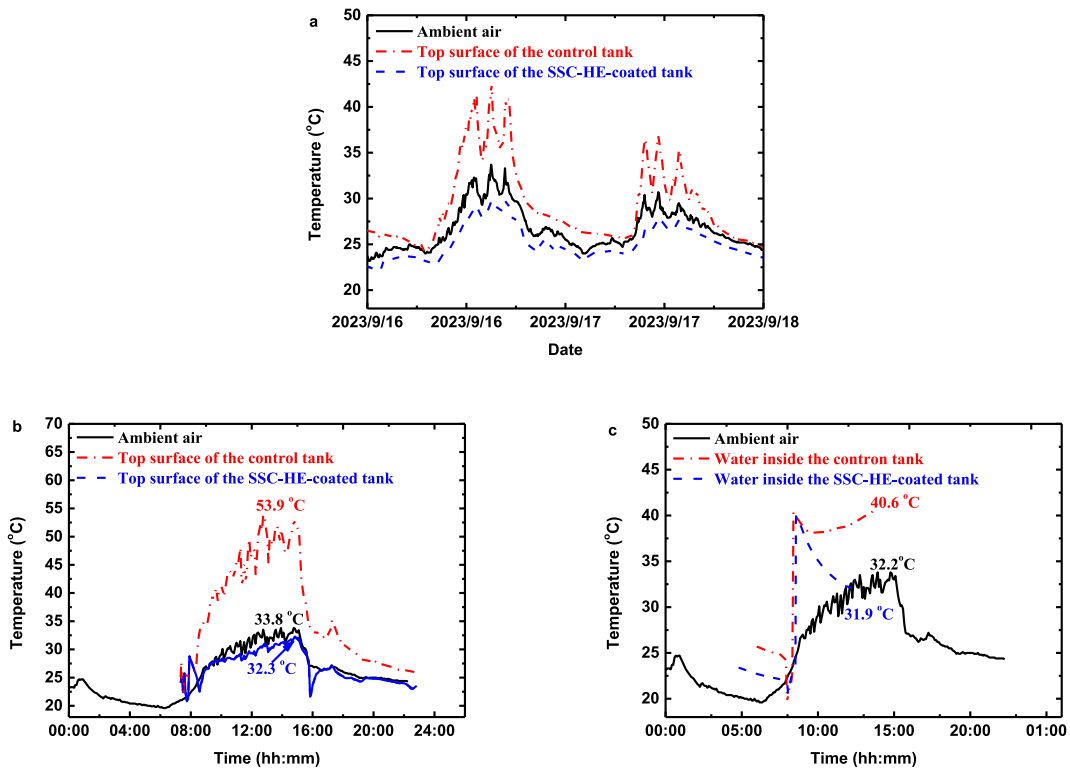 a
50
45
40
35
30
25
20
Temperature (°C)
Ambient air
Top surface of the control tank
Top surface of the SSC-HE-coated tank
2023/9/16 2023/9/16 2023/9/17 2023/9/17 2023/9/18
Date
b
70
65
60
55
50
45
40
35
30
25
20
Temperature (°C)
Ambient air
Top surface of the control tank
Top surface of the SSC-HE-coated tank
53.9 °C
33.8 °C
32.3 °C
00:00 04:00 08:00 12:00 16:00 20:00 24:00
Time (hh:mm)
c
50
45
40
35
30
25
20
Temperature (°C)
Ambient air
Water inside the contron tank
Water inside the SSC-HE-coated tank
40.6 °C
32.2°C
31.9 °C
00:00 05:00 10:00 15:00 20:00 01:00
Time (hh:mm)